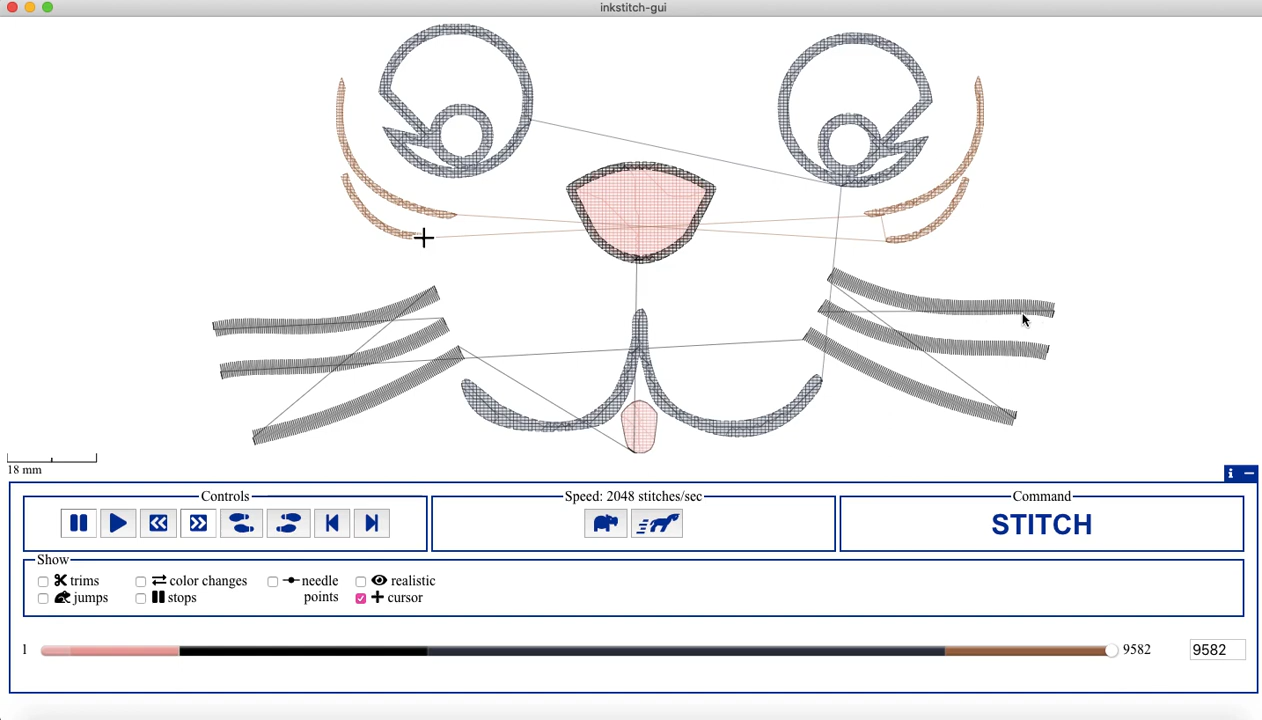 inkstitch-gui
18 mm
i
Controls
Speed: 2048 stitches/sec
Command
STITCH
Show
trims
color changes
needle points
realistic
jumps
stops
cursor
1
9582
9582